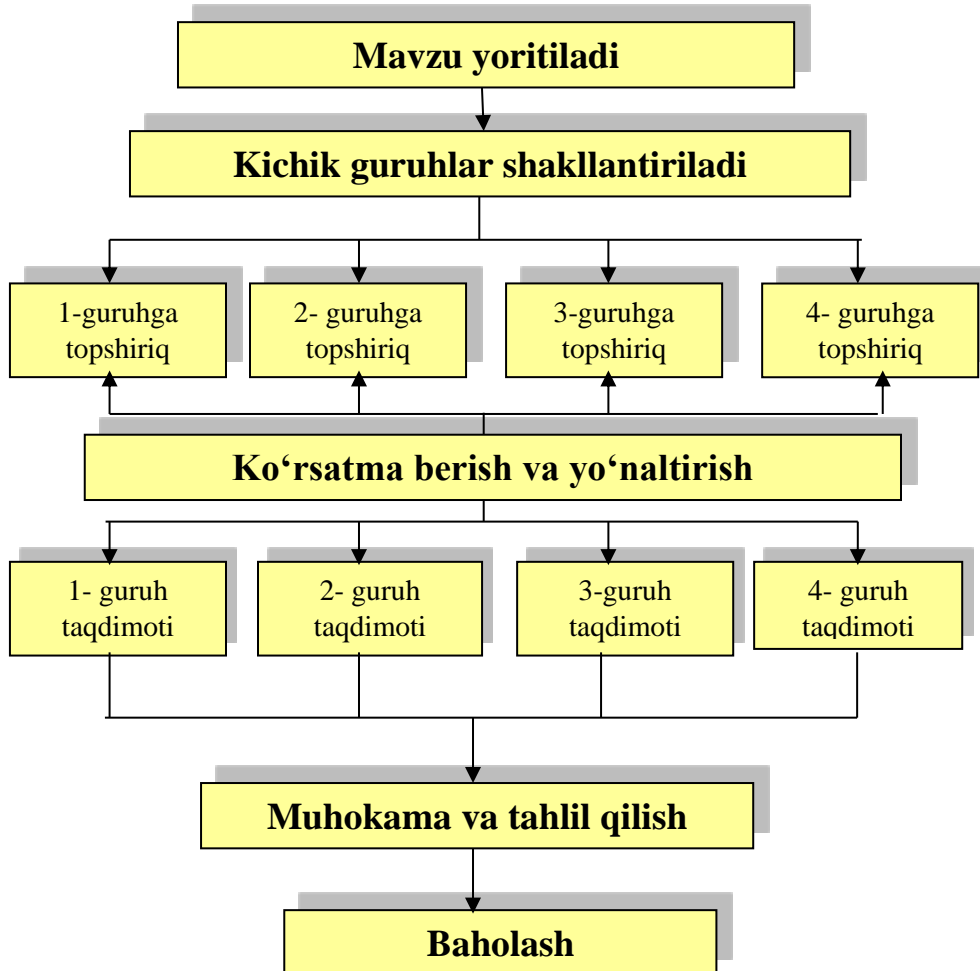 Mavzu yoritiladi
Kichik guruhlar shakllantiriladi
1-guruhga
topshiriq
2- guruhga
topshiriq
3-guruhga
topshiriq
4- guruhga
topshiriq
Ko‘rsatma berish va yo‘naltirish
1- guruh
taqdimoti
2- guruh
taqdimoti
3-guruh
taqdimoti
4- guruh
taqdimoti
Muhokama va tahlil qilish
Baholash